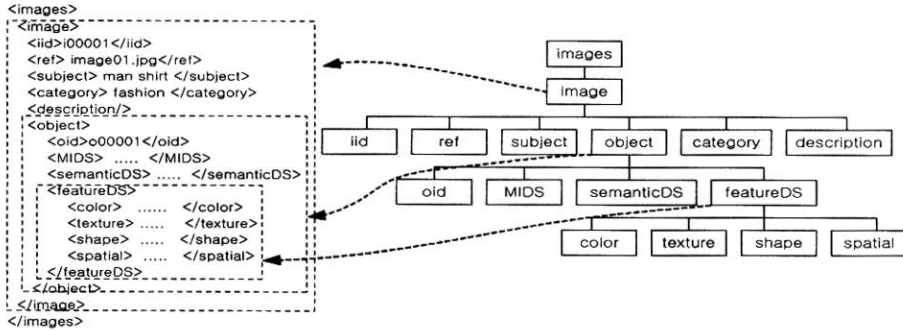 <images>
<image>
<iid>i00001</iid>
<ref> image01.jpg</ref>
<subject> man shirt </subject>
<category> fashion </category>
<description/>
<object>
<oid>o00001</oid>
<MIDS> ..... </MIDS>
<semanticDS> ..... </semanticDS>
<featureDS>
<color> ...... </color>
<texture> ..... </texture>
<shape> ..... </shape>
<spatial> ..... </spatial>
</featureDS>
</object>
</image>
</images>
images
image
iid ref subject object category description
oid MIDS semanticDS featureDS
color texture shape spatial